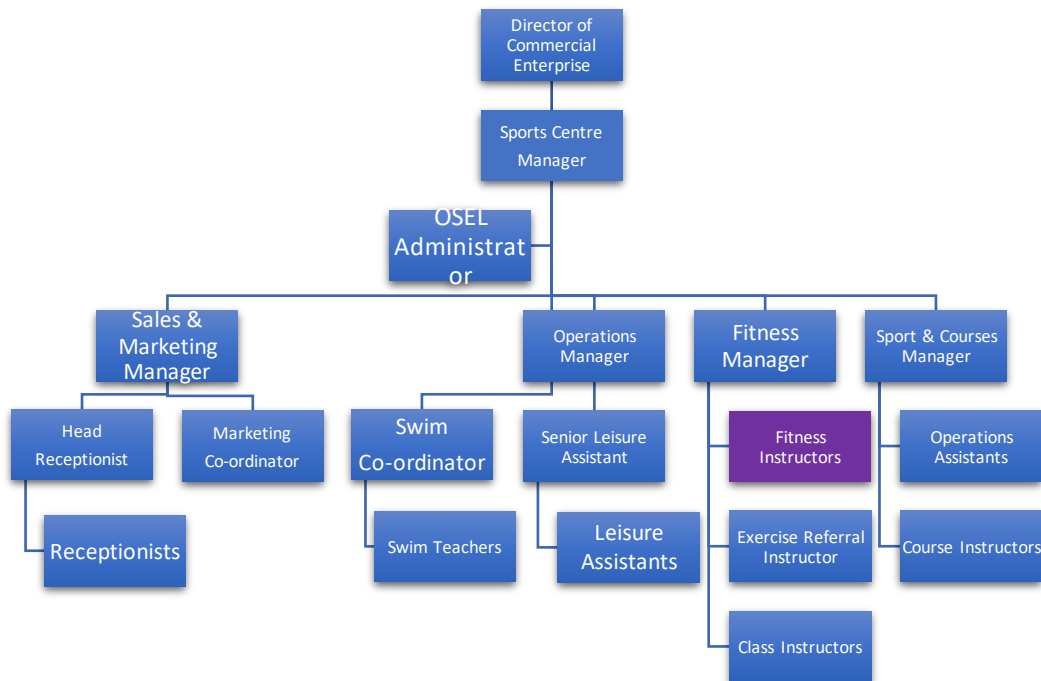 Director of
Commercial
Enterprise
Sports Centre
Manager
OSEL
Administrat
or
Sales &
Marketing
Manager
Operations
Manager
Fitness
Manager
Sport & Courses
Manager
Head
Receptionist
Marketing
Co-ordinator
Swim
Co-ordinator
Senior Leisure
Assistant
Fitness
Instructors
Operations
Assistants
Receptionists
Swim Teachers
Leisure
Assistants
Exercise Referral
Instructor
Course Instructors
Class Instructors